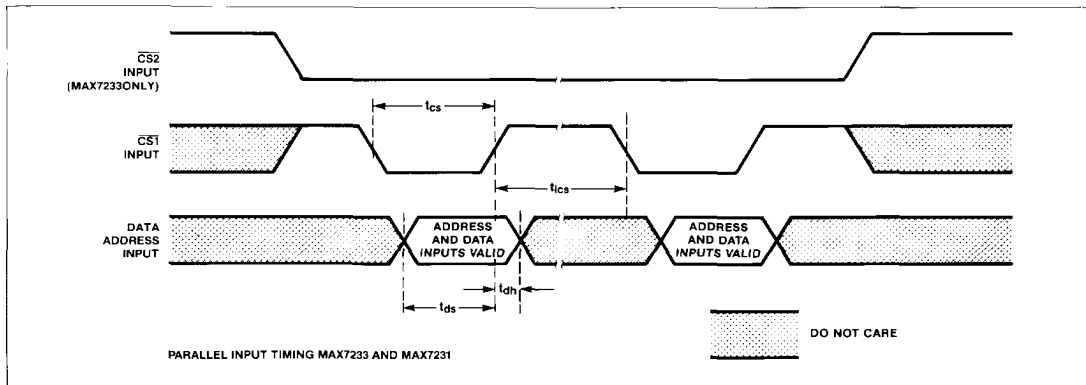 CS2
INPUT
(MAX7233ONLY)
tcs
CS1
INPUT
tics
DATA
ADDRESS
INPUT
ADDRESS
AND DATA
INPUTS VALID
ADDRESS
AND DATA
INPUTS VALID
tdh
tds
DO NOT CARE
PARALLEL INPUT TIMING MAX7233 AND MAX7231